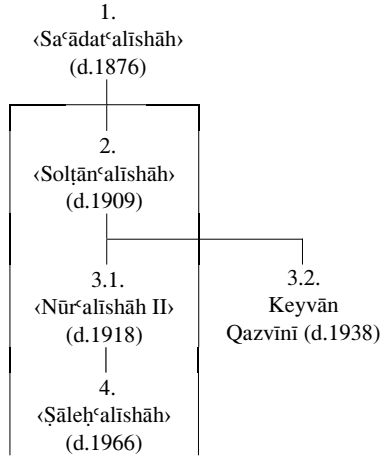 1.
‹Saʿādatʿalīshāh›
(d.1876)
2.
‹Solṭānʿalīshāh›
(d.1909)
3.1.
‹Nūrʿalīshāh II›
(d.1918)
3.2.
Keyvān
Qazvīnī (d.1938)
4.
‹Ṣāleḥʿalīshāh›
(d.1966)